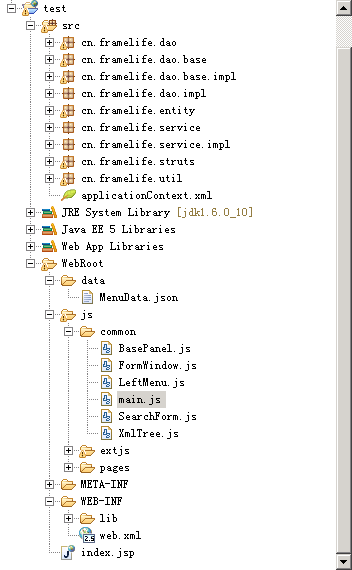 test
src
cn.framelife.dao
cn.framelife.dao.base
cn.framelife.dao.base.impl
cn.framelife.dao.impl
cn.framelife.entity
cn.framelife.service
cn.framelife.service.impl
cn.framelife.struts
cn.framelife.util
applicationContext.xml
JRE System Library [jdk1.6.0_10]
Java EE 5 Libraries
Web App Libraries
WebRoot
data
MenuData.json
js
common
BasePanel.js
FormWindow.js
LeftMenu.js
main.js
SearchForm.js
XmlTree.js
extjs
pages
META-INF
WEB-INF
lib
web.xml
index.jsp